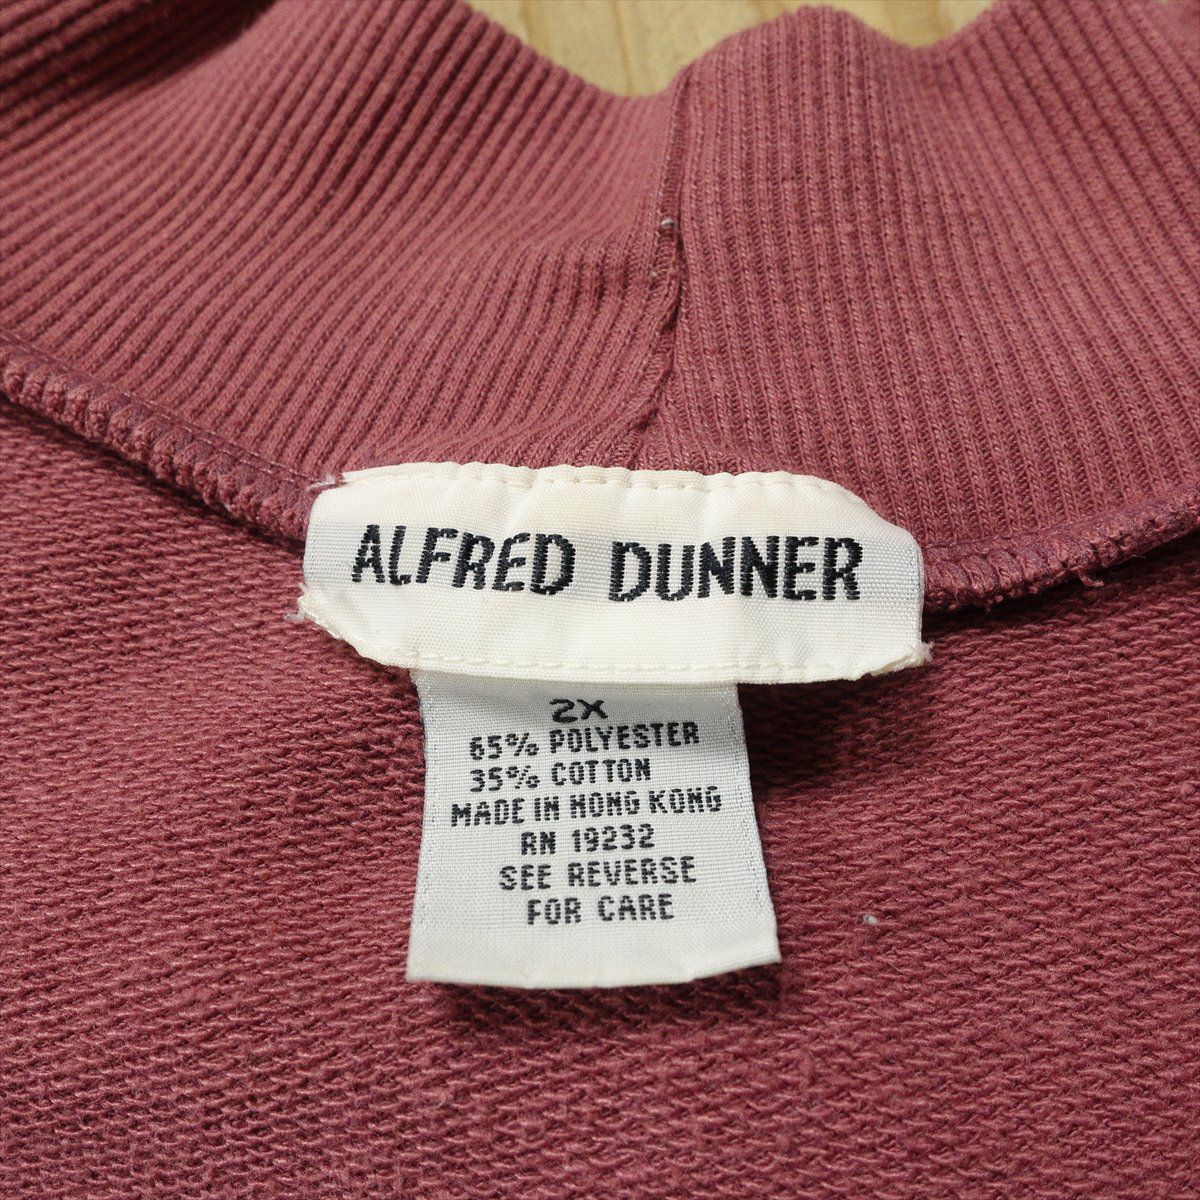 ALFRED DUNNER
2X
65% POLYESTER
35% COTTON
MADE IN HONG KONG
RN 19232
SEE REVERSE
FOR CARE